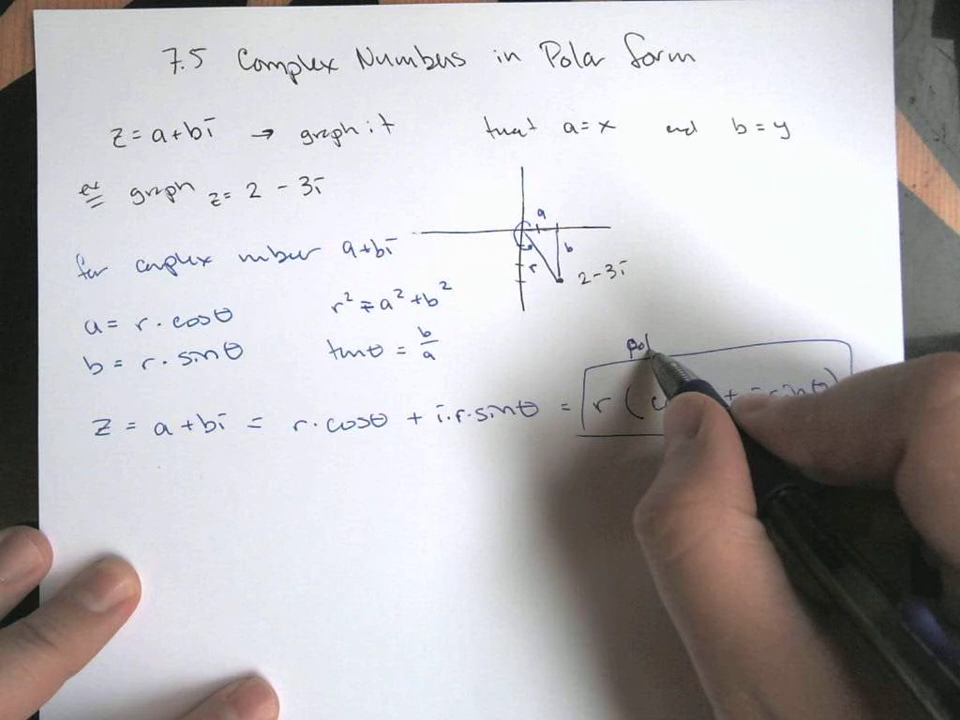 7.5 Complex Numbers in Polar form
z = a + bi → graph it treat a = x and b = y
ex graph z = 2 - 3i
a
b
r
2 - 3i
for complex number a + bi
a = r · cosθ r² = a² + b²
b = r · sinθ tanθ = b/a
pol
z = a + bi = r · cosθ + i · r · sinθ = r ( c + i sinθ )